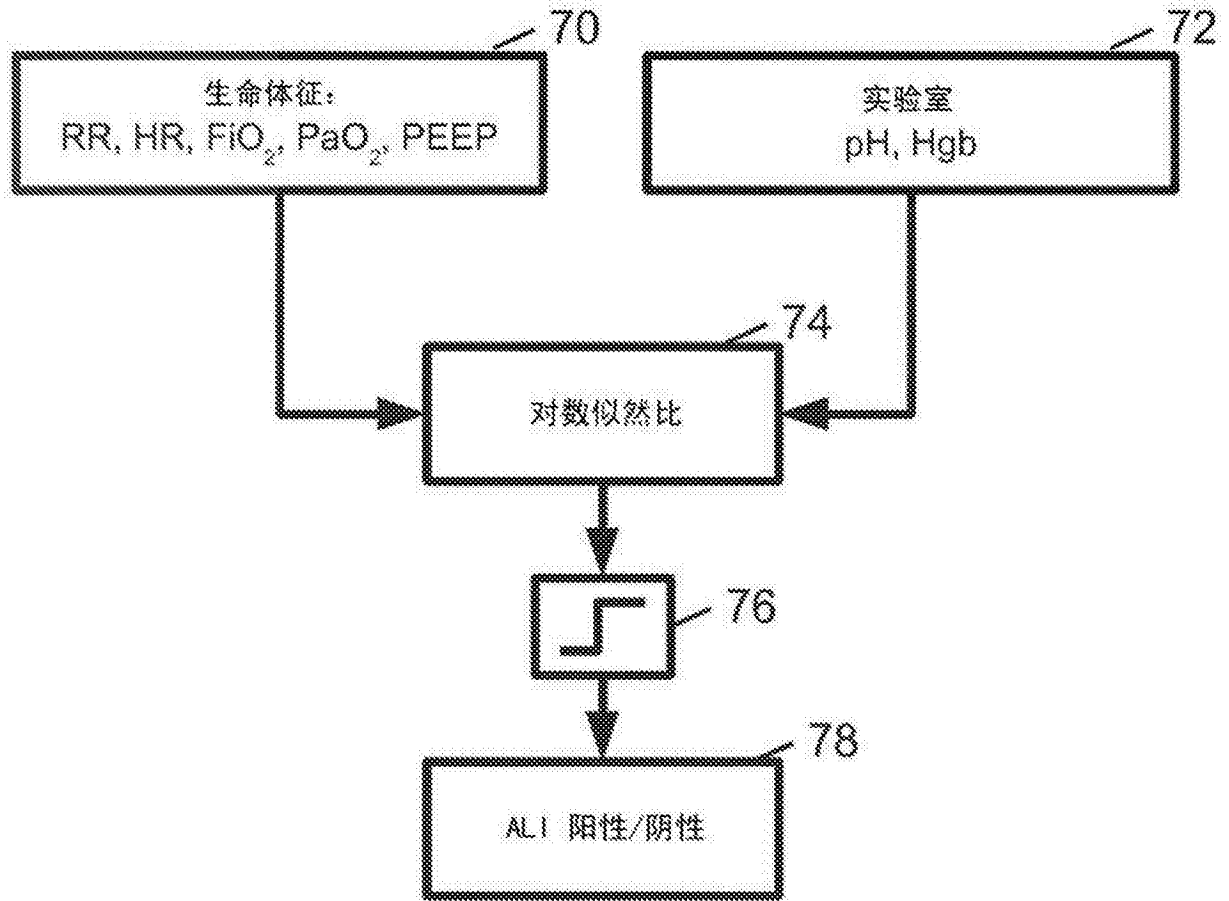 70
生命体征:
RR, HR, FiO₂, PaO₂, PEEP
72
实验室
pH, Hgb
74
对数似然比
76
78
ALI 阳性/阴性